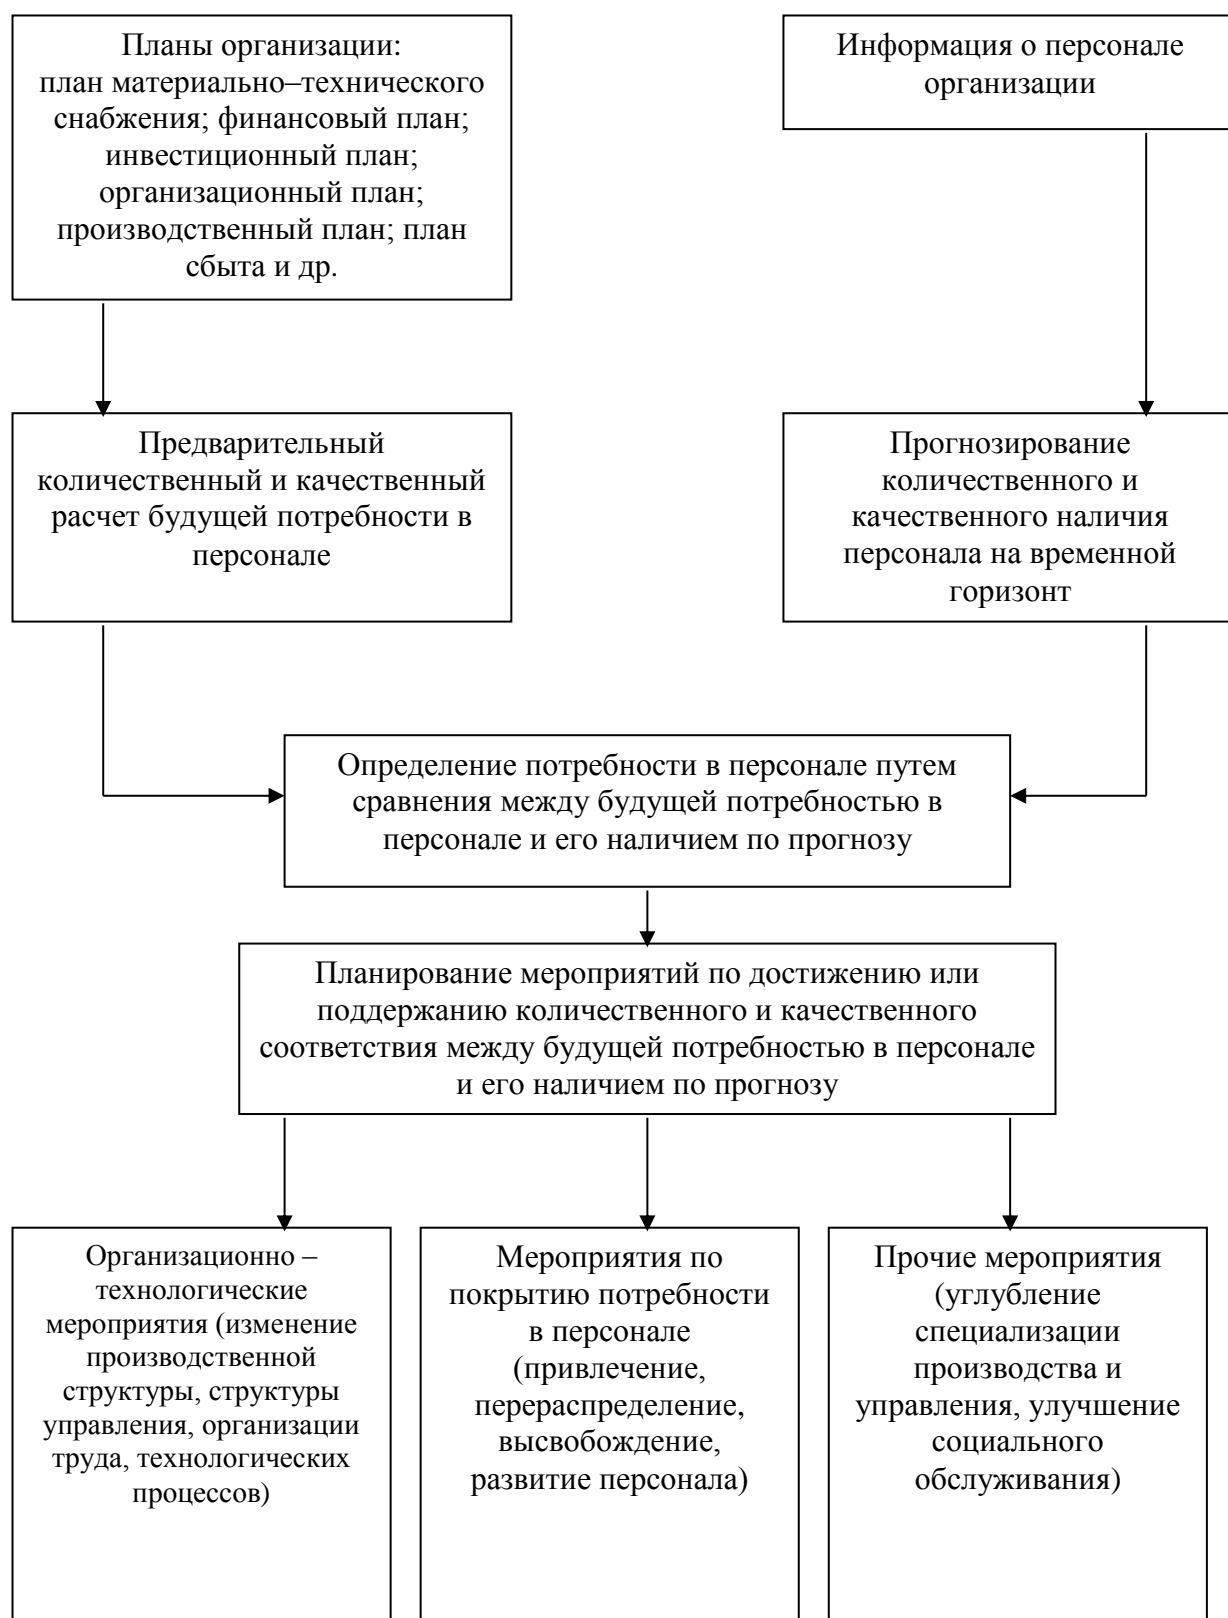 Планы организации:
план материально–технического
снабжения; финансовый план;
инвестиционный план;
организационный план;
производственный план; план
сбыта и др.
Информация о персонале
организации
Предварительный
количественный и качественный
расчет будущей потребности в
персонале
Прогнозирование
количественного и
качественного наличия
персонала на временной
горизонт
Определение потребности в персонале путем
сравнения между будущей потребностью в
персонале и его наличием по прогнозу
Планирование мероприятий по достижению или
поддержанию количественного и качественного
соответствия между будущей потребностью в персонале
и его наличием по прогнозу
Организационно –
технологические
мероприятия (изменение
производственной
структуры, структуры
управления, организации
труда, технологических
процессов)
Мероприятия по
покрытию потребности
в персонале
(привлечение,
перераспределение,
высвобождение,
развитие персонала)
Прочие мероприятия
(углубление
специализации
производства и
управления, улучшение
социального
обслуживания)